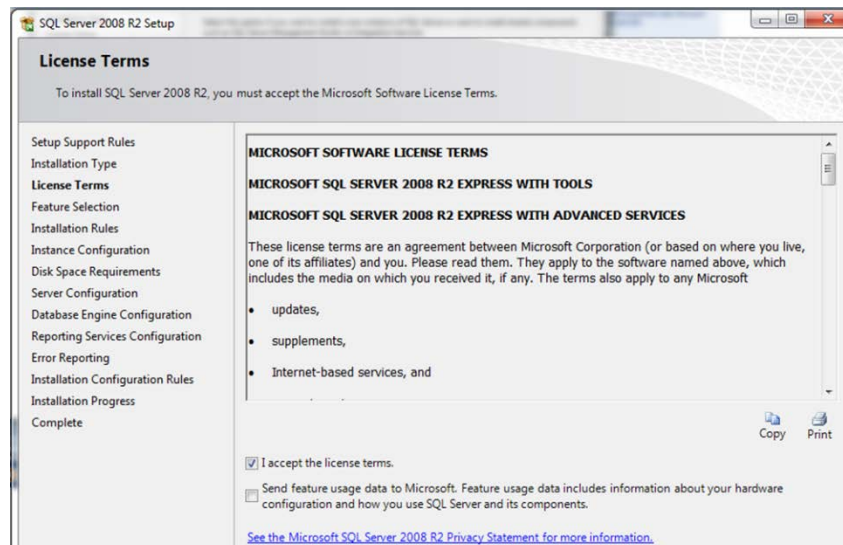 SQL Server 2008 R2 Setup
License Terms
To install SQL Server 2008 R2, you must accept the Microsoft Software License Terms.
Setup Support Rules
Installation Type
License Terms
Feature Selection
Installation Rules
Instance Configuration
Disk Space Requirements
Server Configuration
Database Engine Configuration
Reporting Services Configuration
Error Reporting
Installation Configuration Rules
Installation Progress
Complete
MICROSOFT SOFTWARE LICENSE TERMS
MICROSOFT SQL SERVER 2008 R2 EXPRESS WITH TOOLS
MICROSOFT SQL SERVER 2008 R2 EXPRESS WITH ADVANCED SERVICES
These license terms are an agreement between Microsoft Corporation (or based on where you live,
one of its affiliates) and you. Please read them. They apply to the software named above, which
includes the media on which you received it, if any. The terms also apply to any Microsoft
• updates,
• supplements,
• Internet-based services, and
Copy Print
I accept the license terms.
Send feature usage data to Microsoft. Feature usage data includes information about your hardware
configuration and how you use SQL Server and its components.
See the Microsoft SQL Server 2008 R2 Privacy Statement for more information.